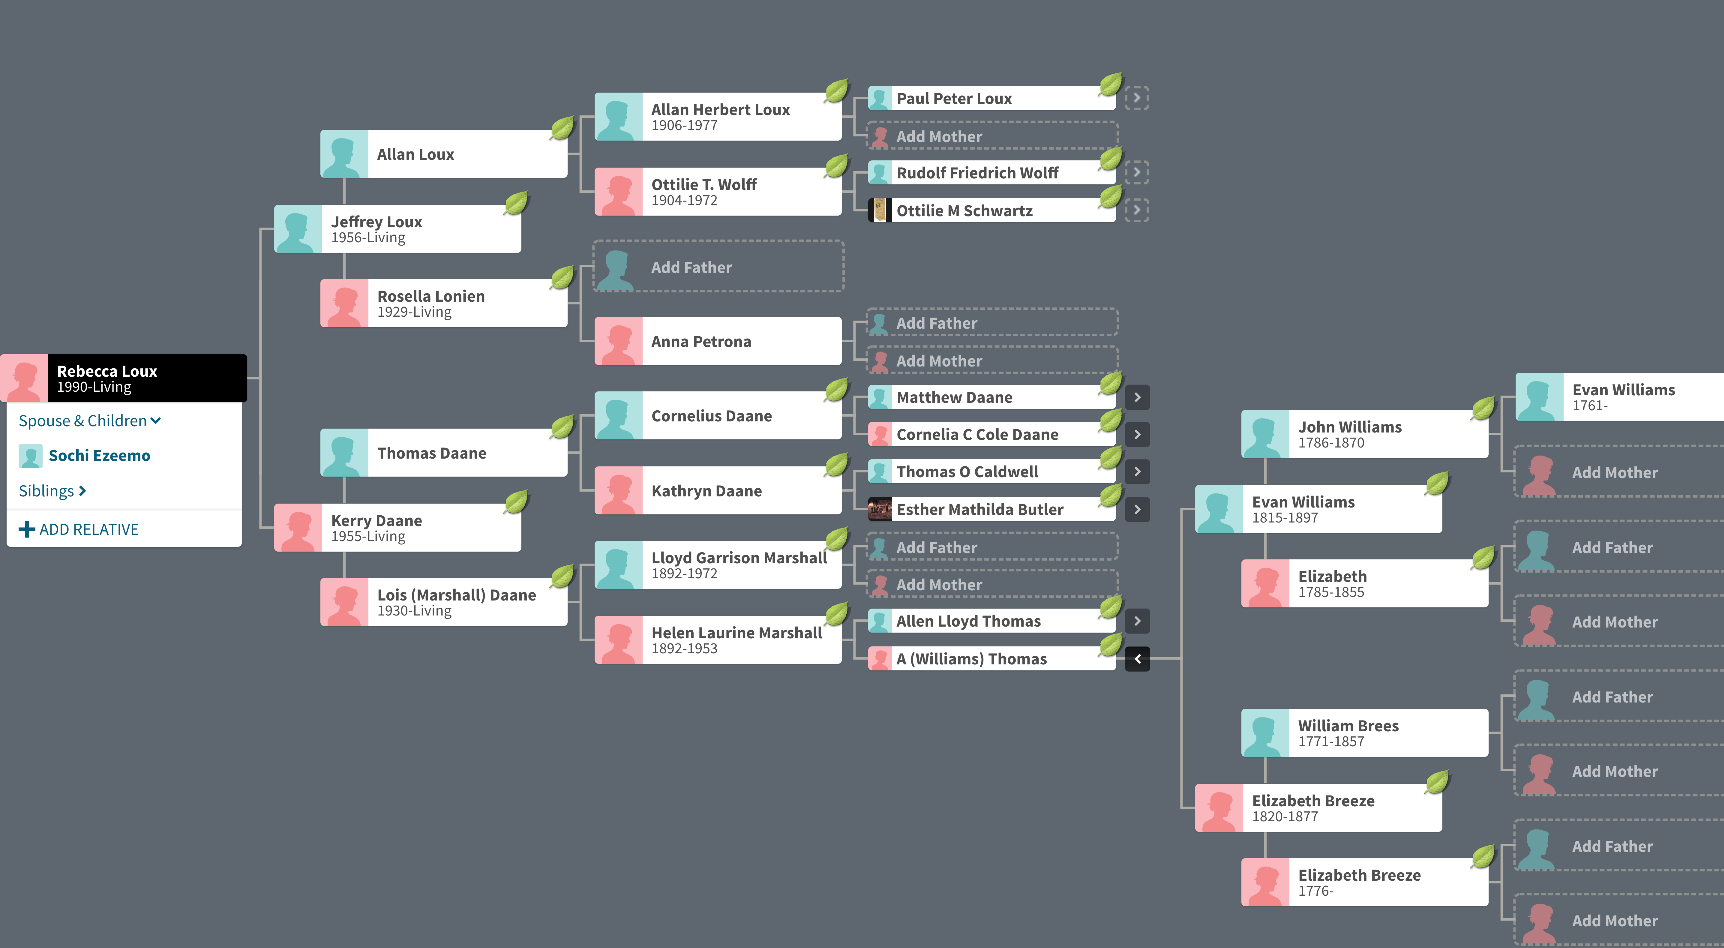 Rebecca Loux
1990-Living
Spouse & Children
Sochi Ezeemo
Siblings
ADD RELATIVE
Jeffrey Loux
1956-Living
Kerry Daane
1955-Living
Allan Loux
Rosella Lonien
1929-Living
Thomas Daane
Lois (Marshall) Daane
1930-Living
Allan Herbert Loux
1906-1977
Ottilie T. Wolff
1904-1972
Add Father
Anna Petrona
Cornelius Daane
Kathryn Daane
Lloyd Garrison Marshall
1892-1972
Helen Laurine Marshall
1892-1953
Paul Peter Loux
Add Mother
Rudolf Friedrich Wolff
Ottilie M Schwartz
Add Father
Add Mother
Matthew Daane
Cornelia C Cole Daane
Thomas O Caldwell
Esther Mathilda Butler
Add Father
Add Mother
Allen Lloyd Thomas
A (Williams) Thomas
Evan Williams
1815-1897
Elizabeth Breeze
1820-1877
John Williams
1786-1870
Elizabeth
1785-1855
William Brees
1771-1857
Elizabeth Breeze
1776-
Evan Williams
1761-
Add Mother
Add Father
Add Mother
Add Father
Add Mother
Add Father
Add Mother